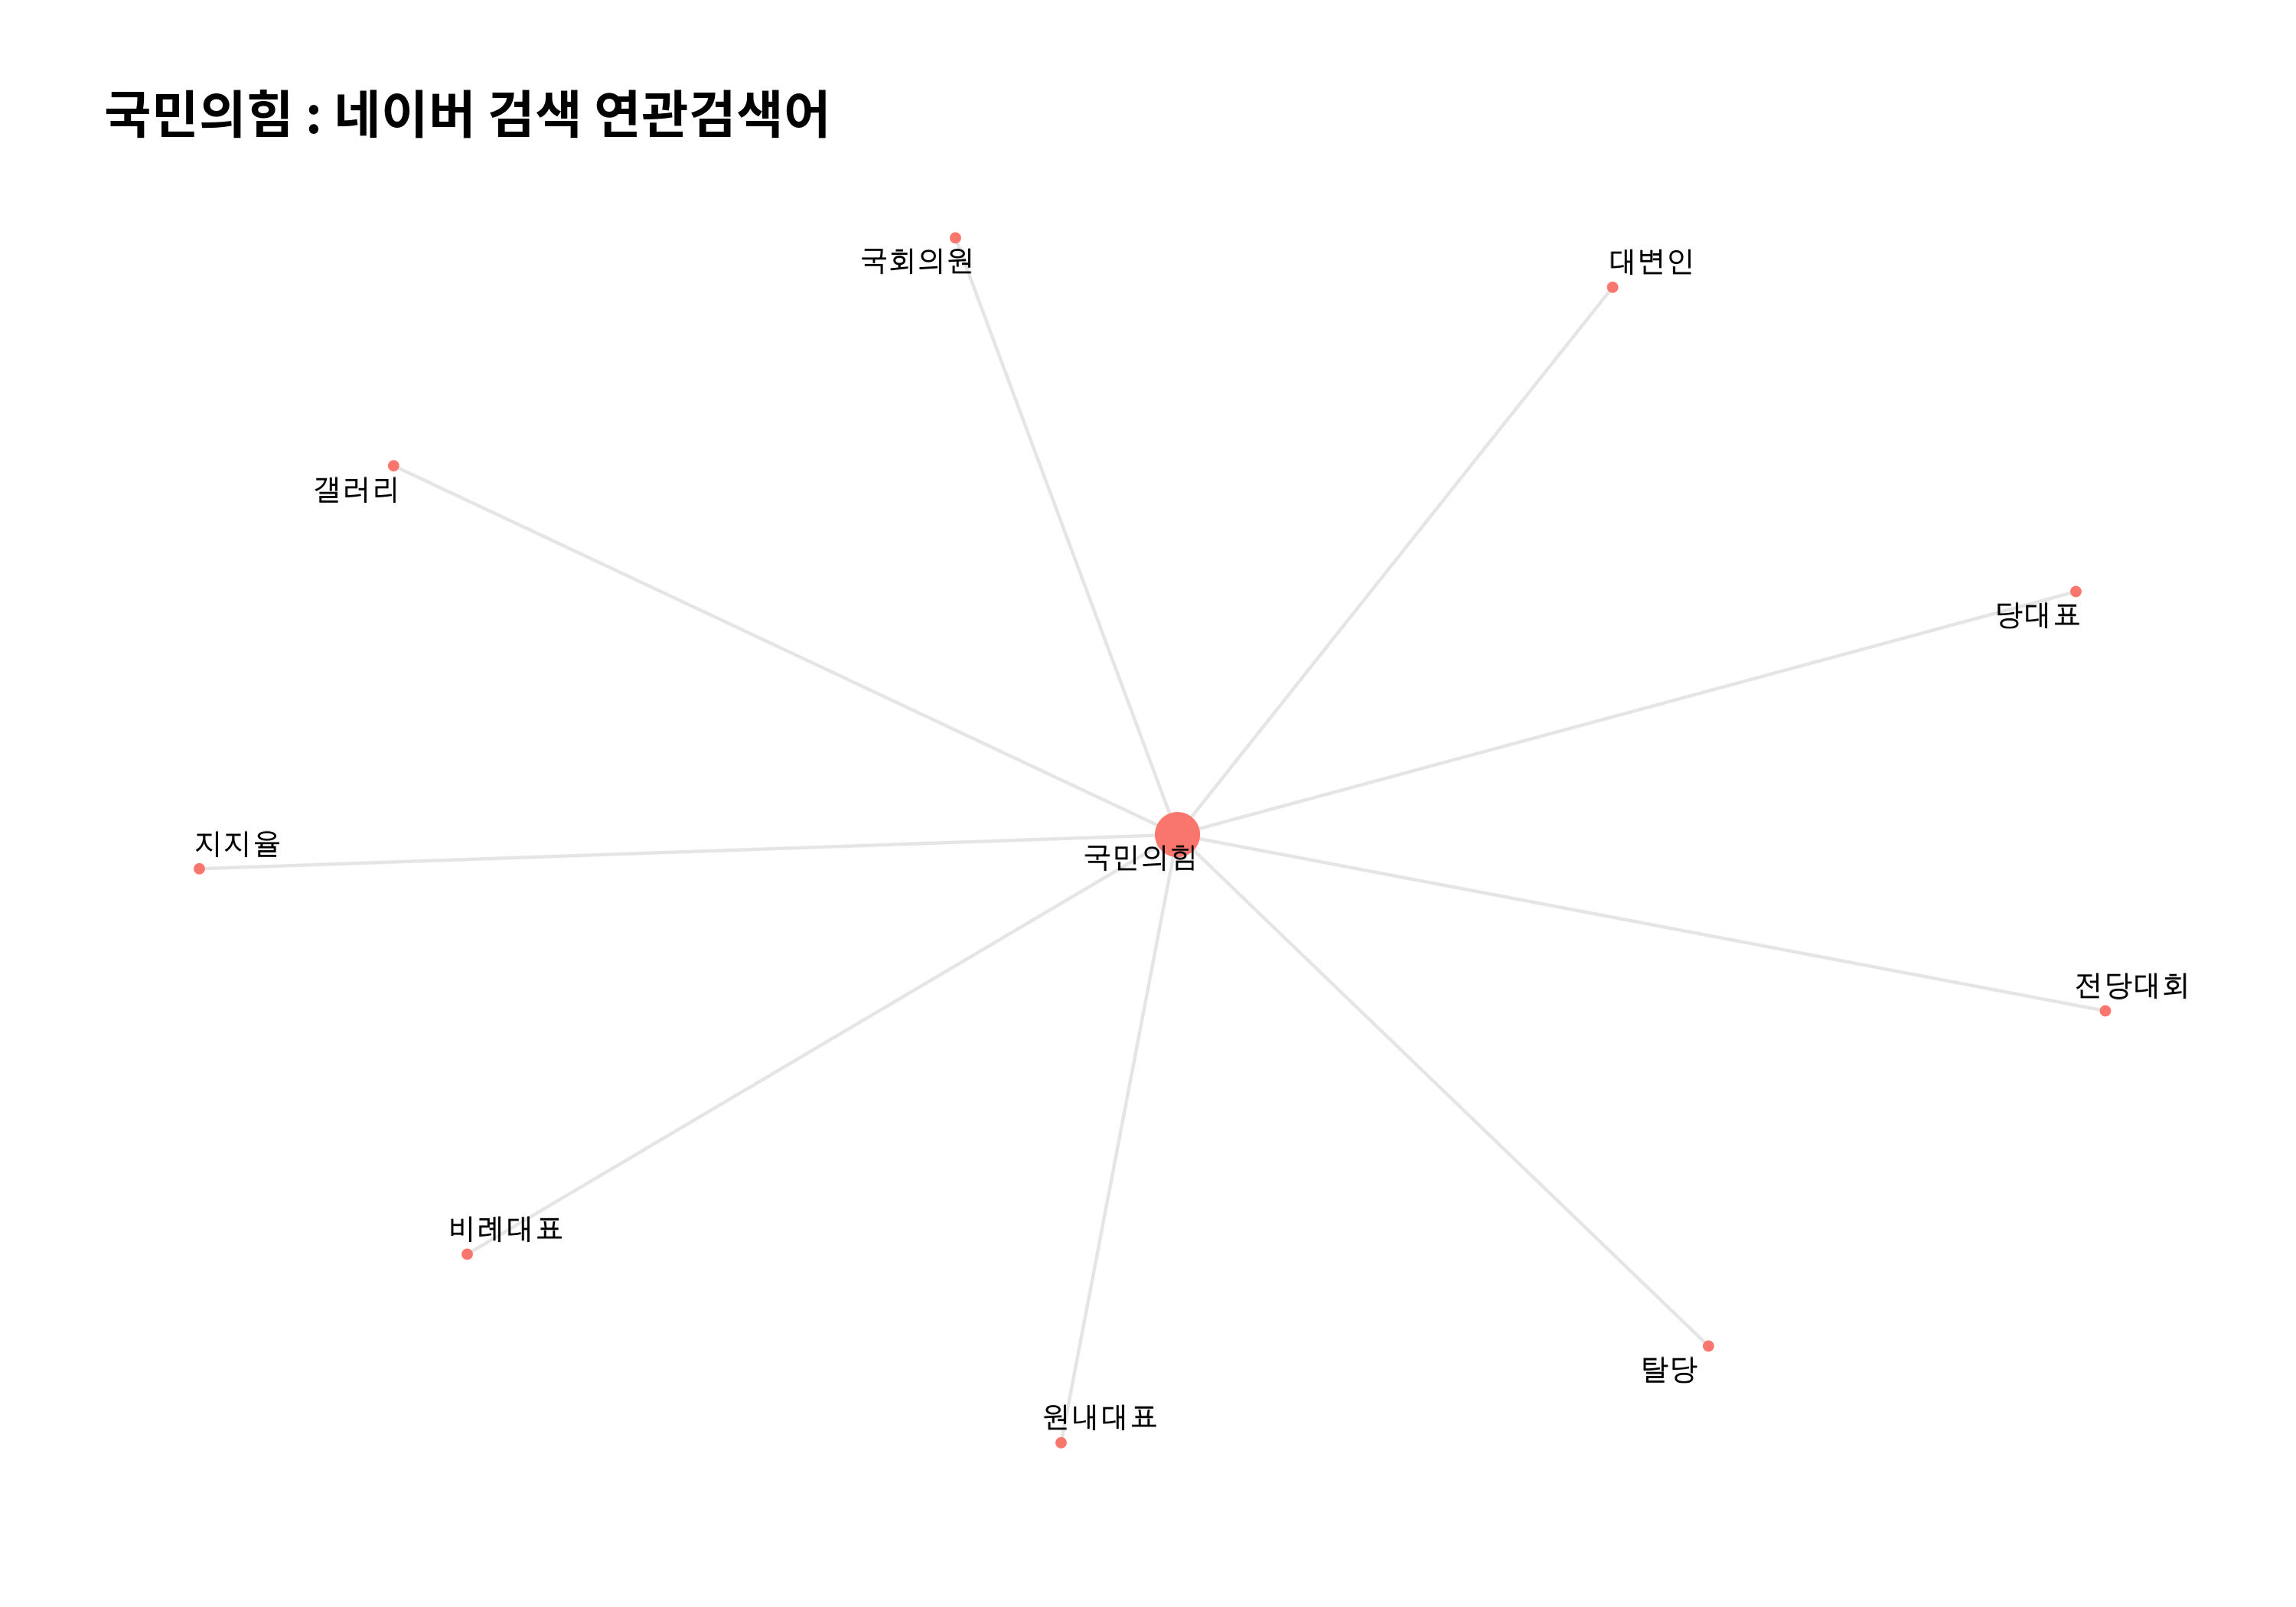 국민의힘 : 네이버 검색 연관검색어
국회의원
대변인
갤러리
당대표
지지율
국민의힘
전당대회
비례대표
탈당
원내대표